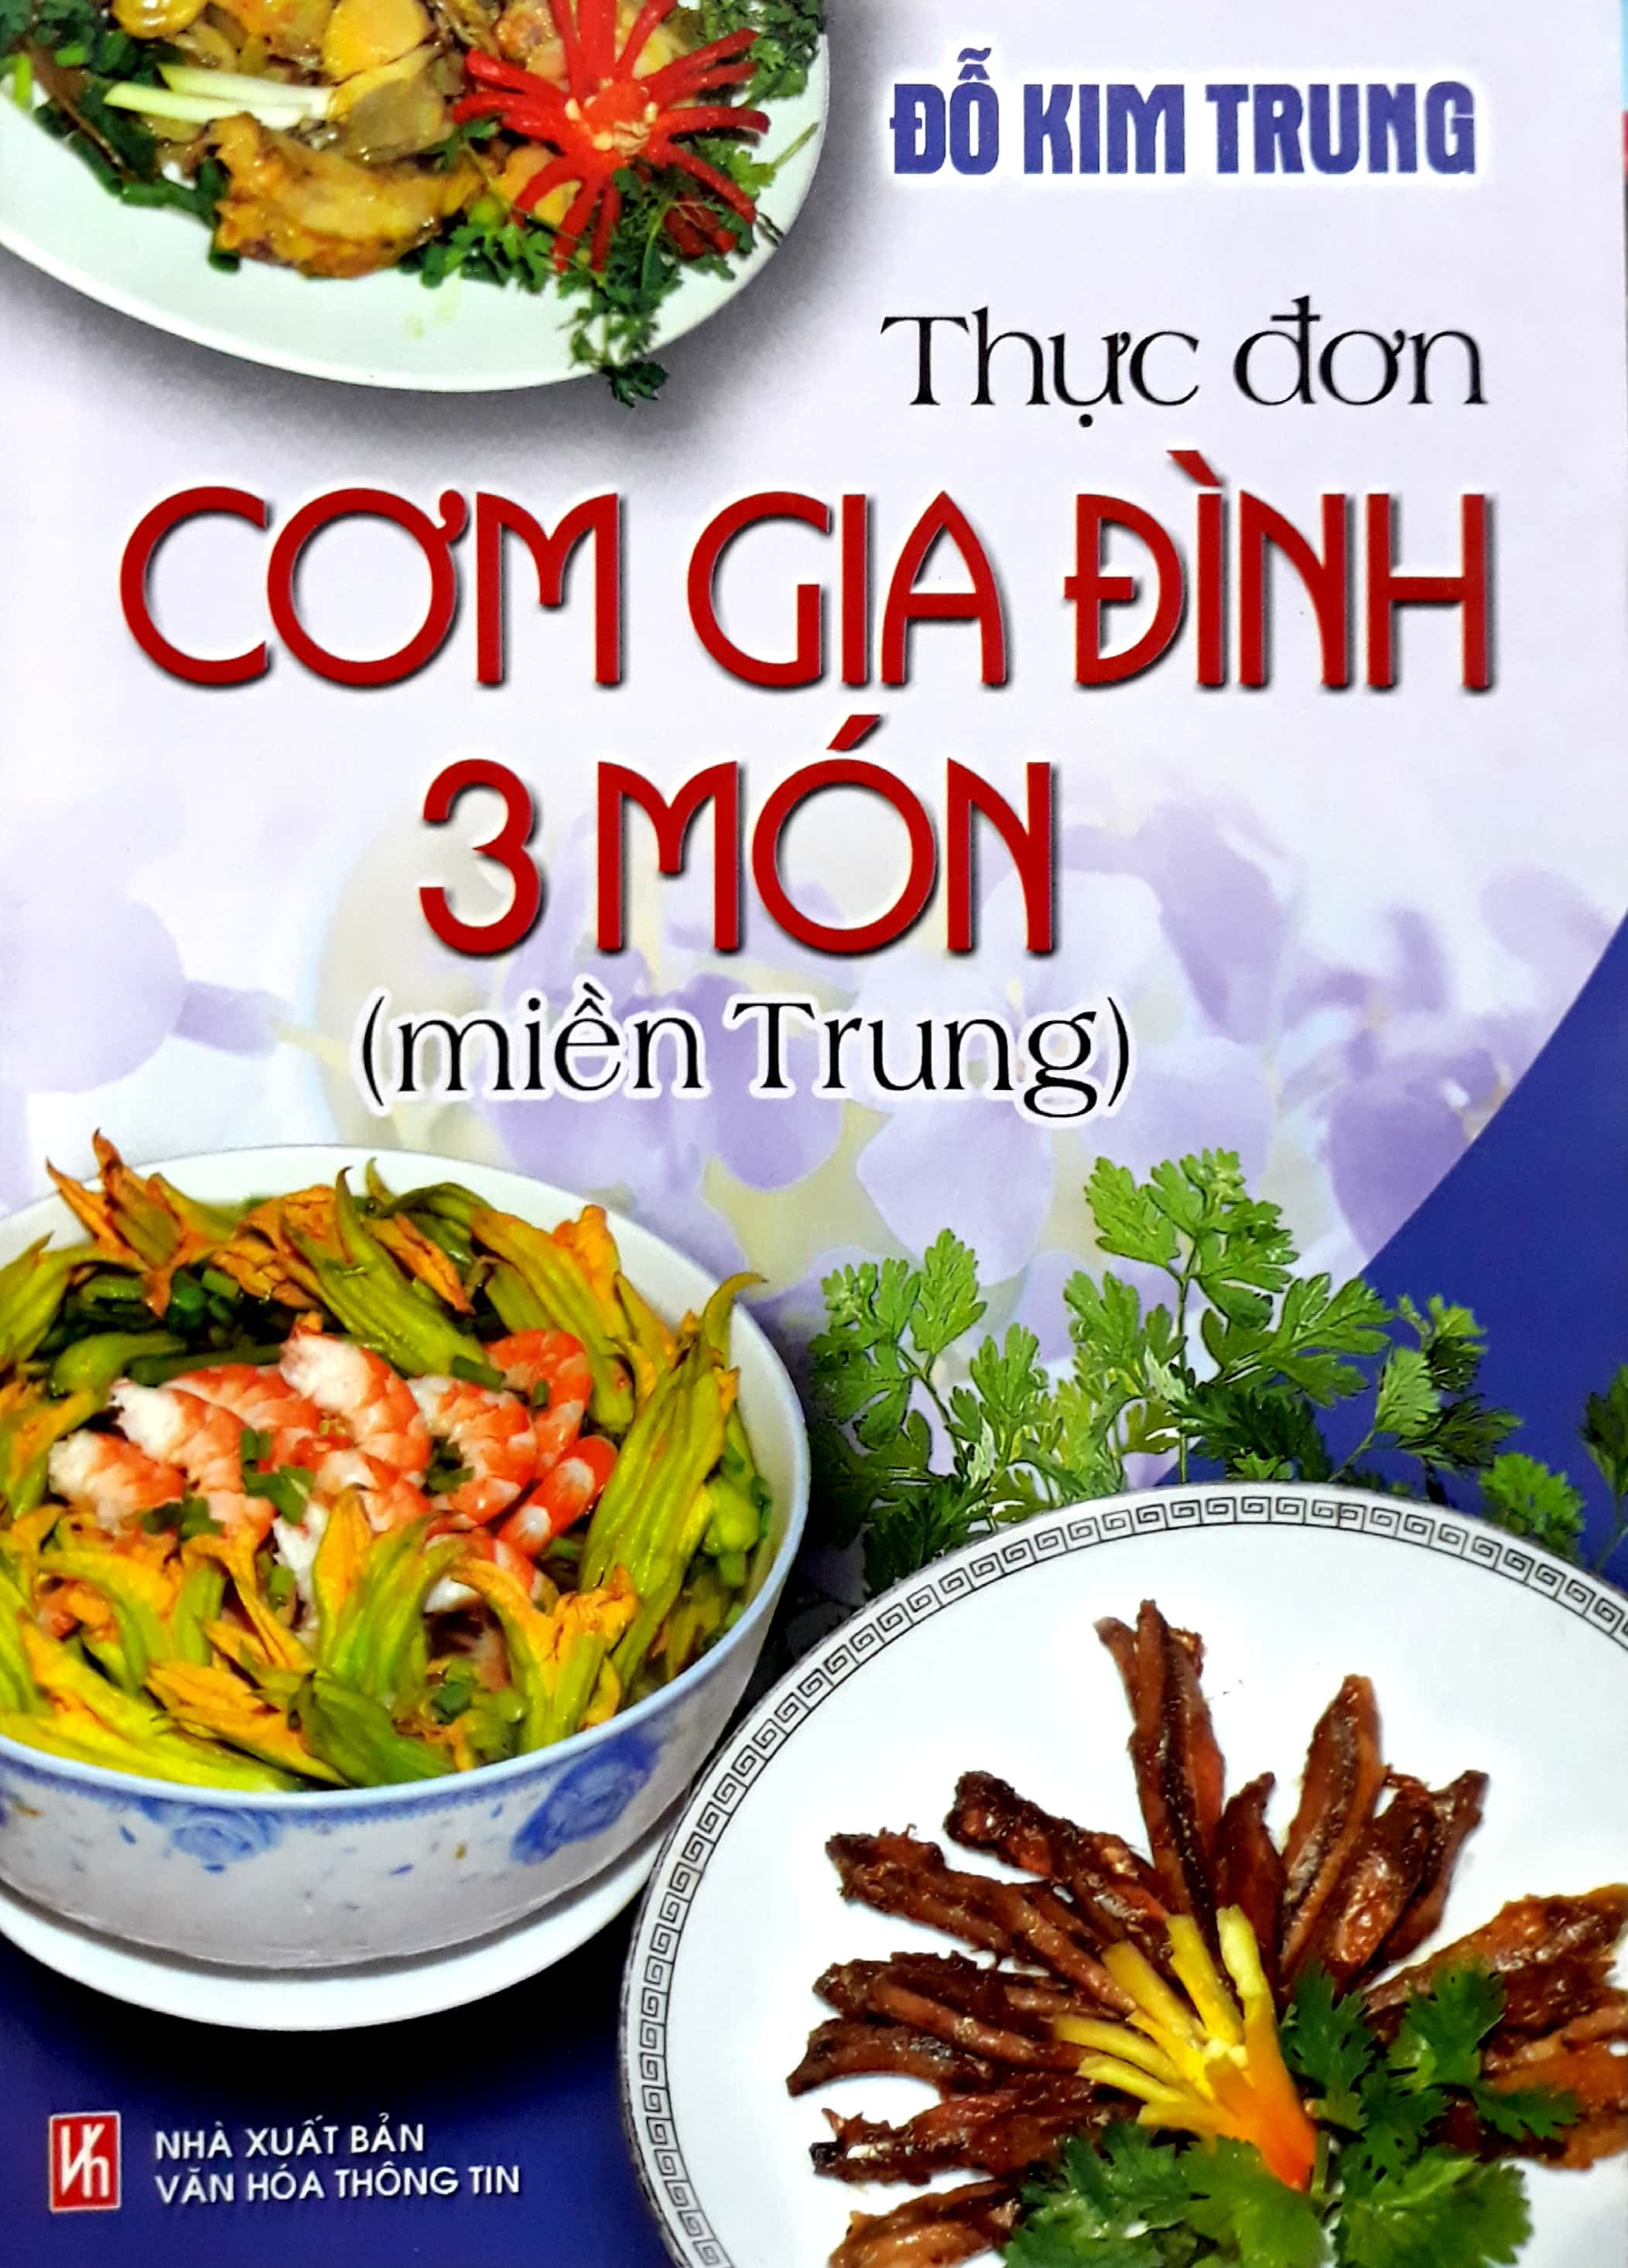 ĐỖ KIM TRUNG
Thực đơn
CƠM GIA ĐÌNH
3 MÓN
(miền Trung)
NHÀ XUẤT BẢN
VĂN HÓA THÔNG TIN